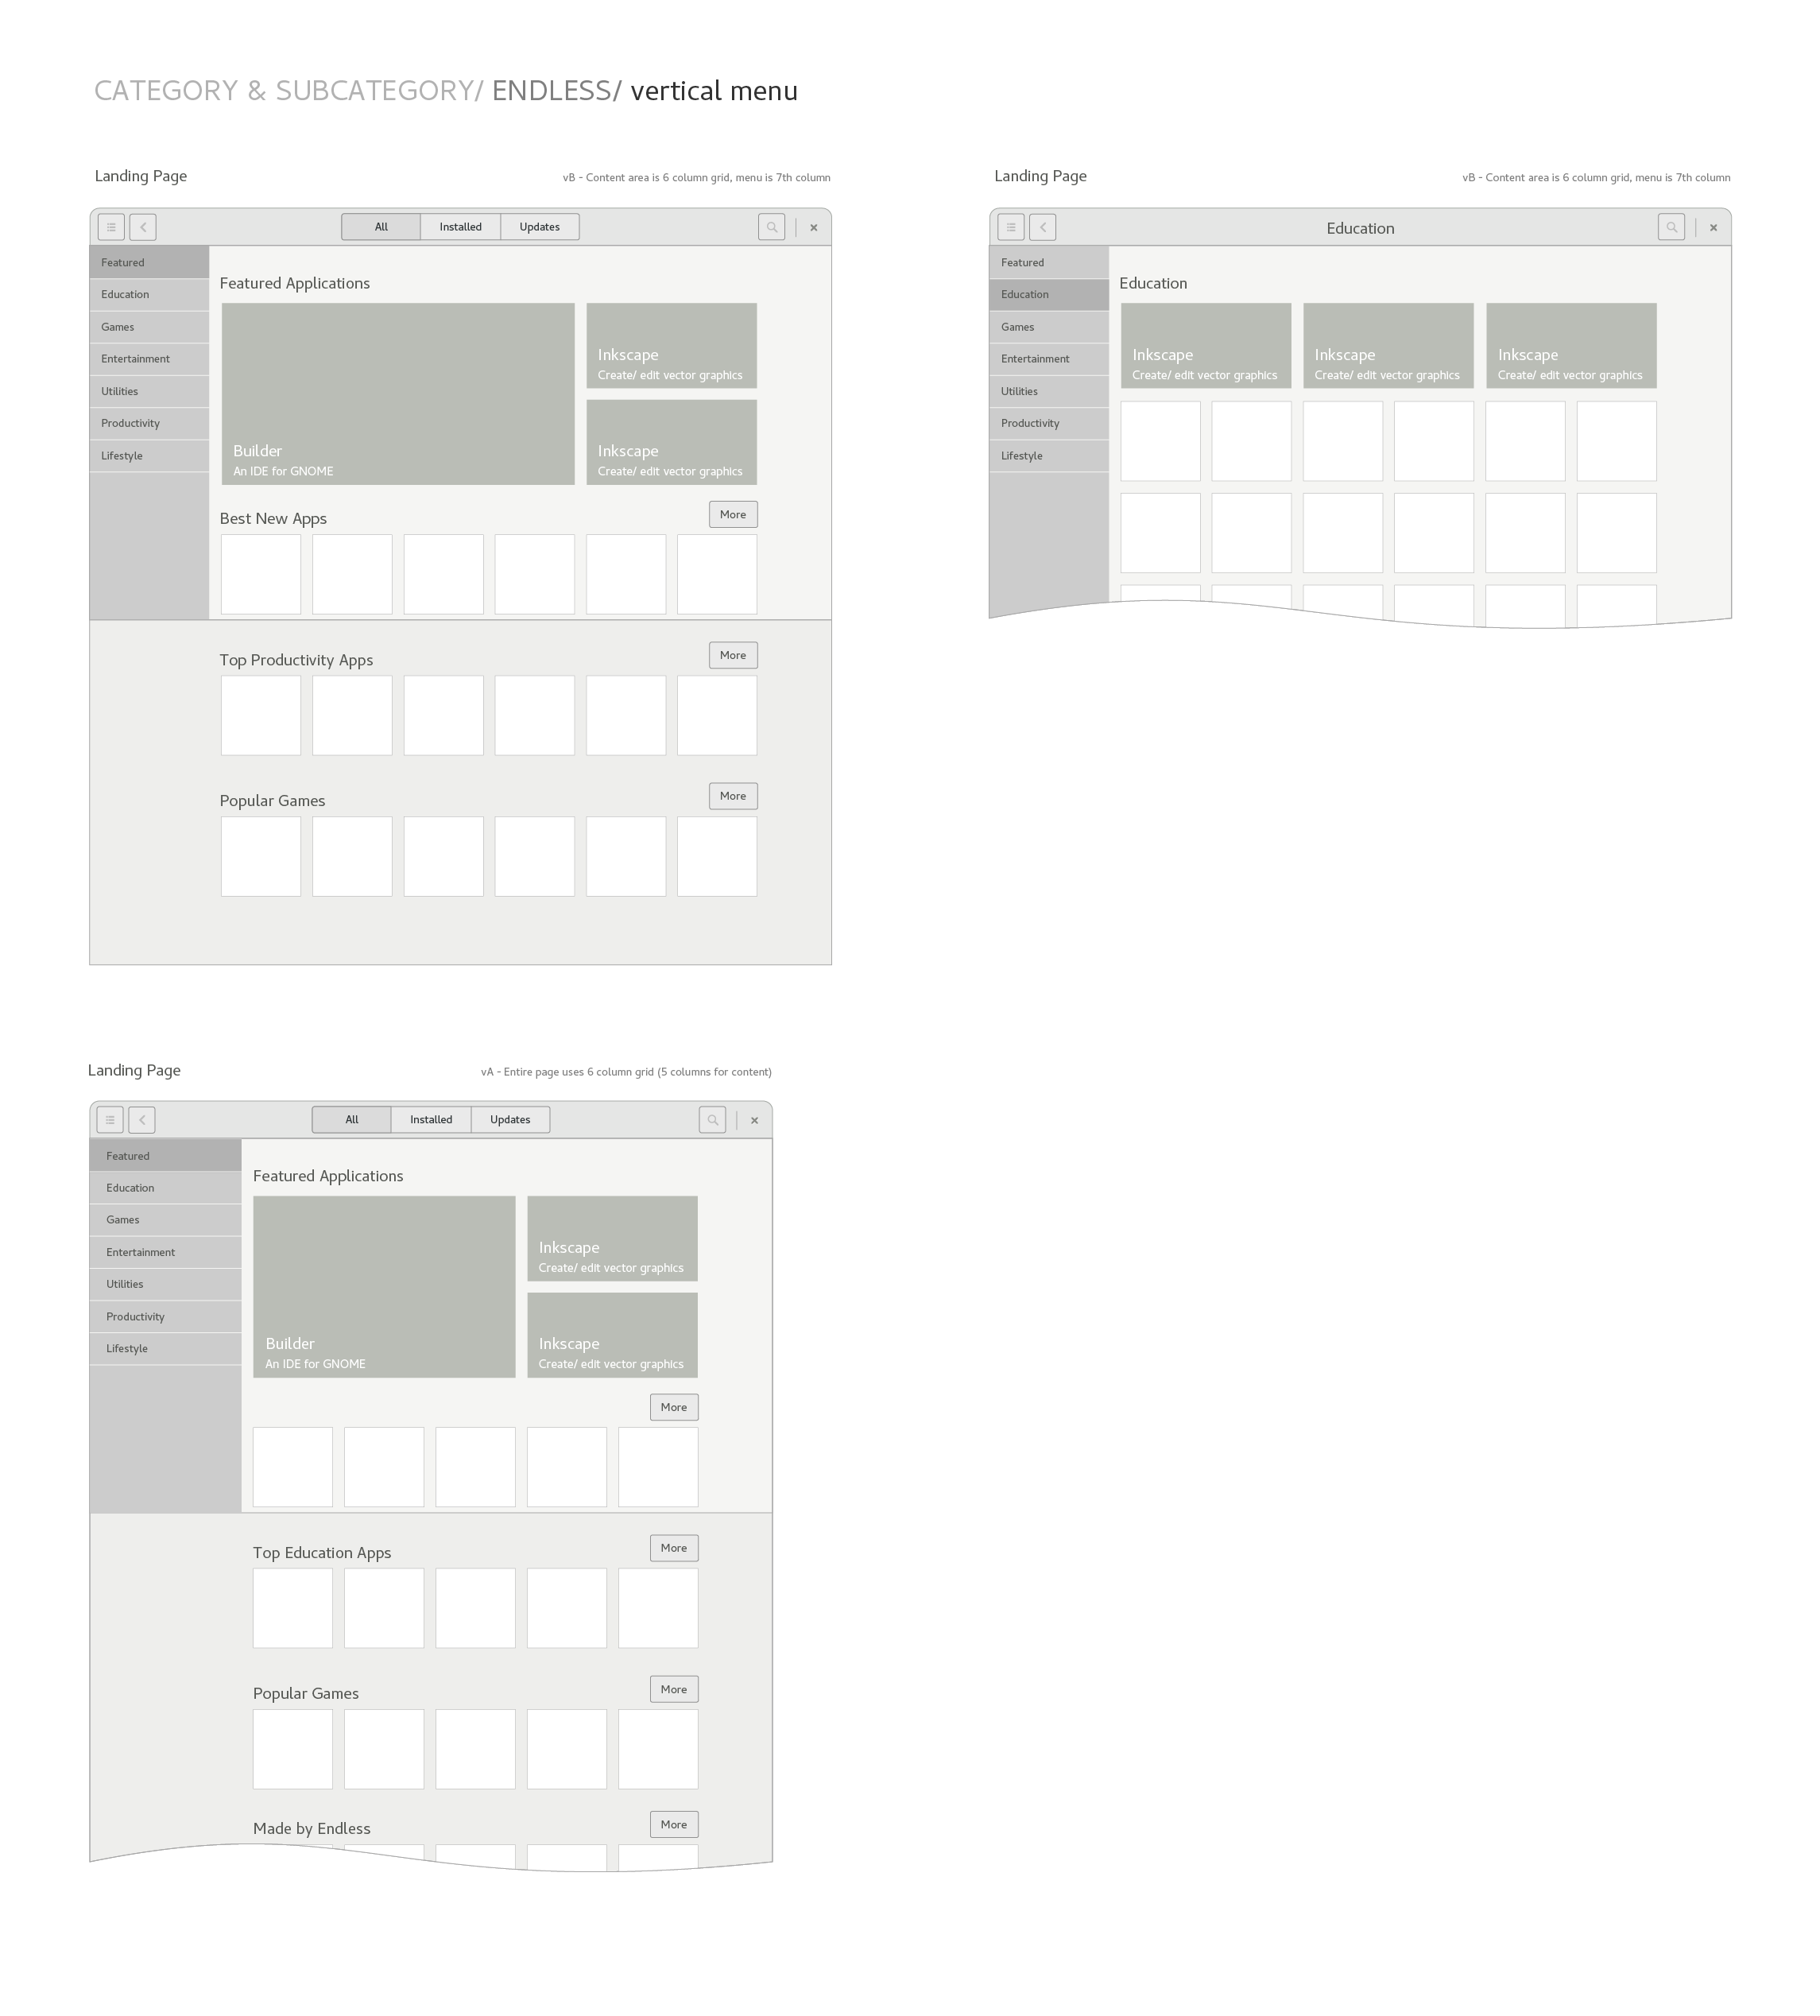 CATEGORY & SUBCATEGORY/ ENDLESS/ vertical menu
Landing Page
vB - Content area is 6 column grid, menu is 7th column
All
Installed
Updates
Featured
Education
Games
Entertainment
Utilities
Productivity
Lifestyle
Featured Applications
Builder
An IDE for GNOME
Inkscape
Create/ edit vector graphics
Inkscape
Create/ edit vector graphics
Best New Apps
More
Top Productivity Apps
More
Popular Games
More
Landing Page
vB - Content area is 6 column grid, menu is 7th column
Education
Featured
Education
Games
Entertainment
Utilities
Productivity
Lifestyle
Education
Inkscape
Create/ edit vector graphics
Inkscape
Create/ edit vector graphics
Inkscape
Create/ edit vector graphics
Landing Page
vA - Entire page uses 6 column grid (5 columns for content)
All
Installed
Updates
Featured
Education
Games
Entertainment
Utilities
Productivity
Lifestyle
Featured Applications
Builder
An IDE for GNOME
Inkscape
Create/ edit vector graphics
Inkscape
Create/ edit vector graphics
More
Top Education Apps
More
Popular Games
More
Made by Endless
More